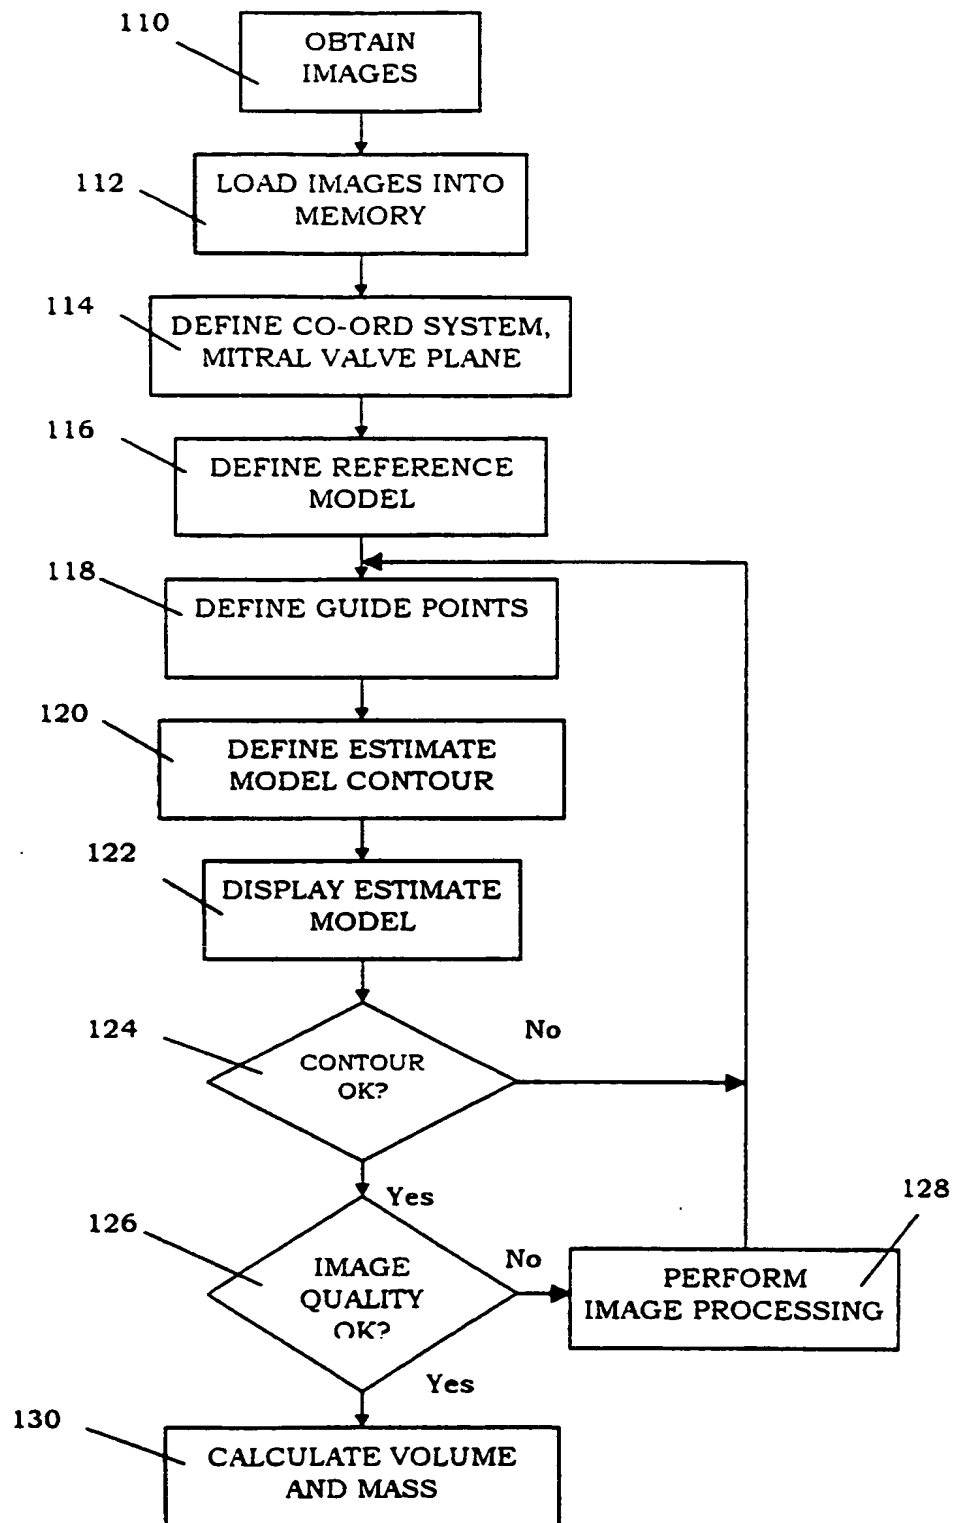 110
OBTAIN
IMAGES
112
LOAD IMAGES INTO
MEMORY
114
DEFINE CO-ORD SYSTEM,
MITRAL VALVE PLANE
116
DEFINE REFERENCE
MODEL
118
DEFINE GUIDE POINTS
120
DEFINE ESTIMATE
MODEL CONTOUR
122
DISPLAY ESTIMATE
MODEL
124
CONTOUR
OK?
No
Yes
126
IMAGE
QUALITY
OK?
No
128
PERFORM
IMAGE PROCESSING
Yes
130
CALCULATE VOLUME
AND MASS